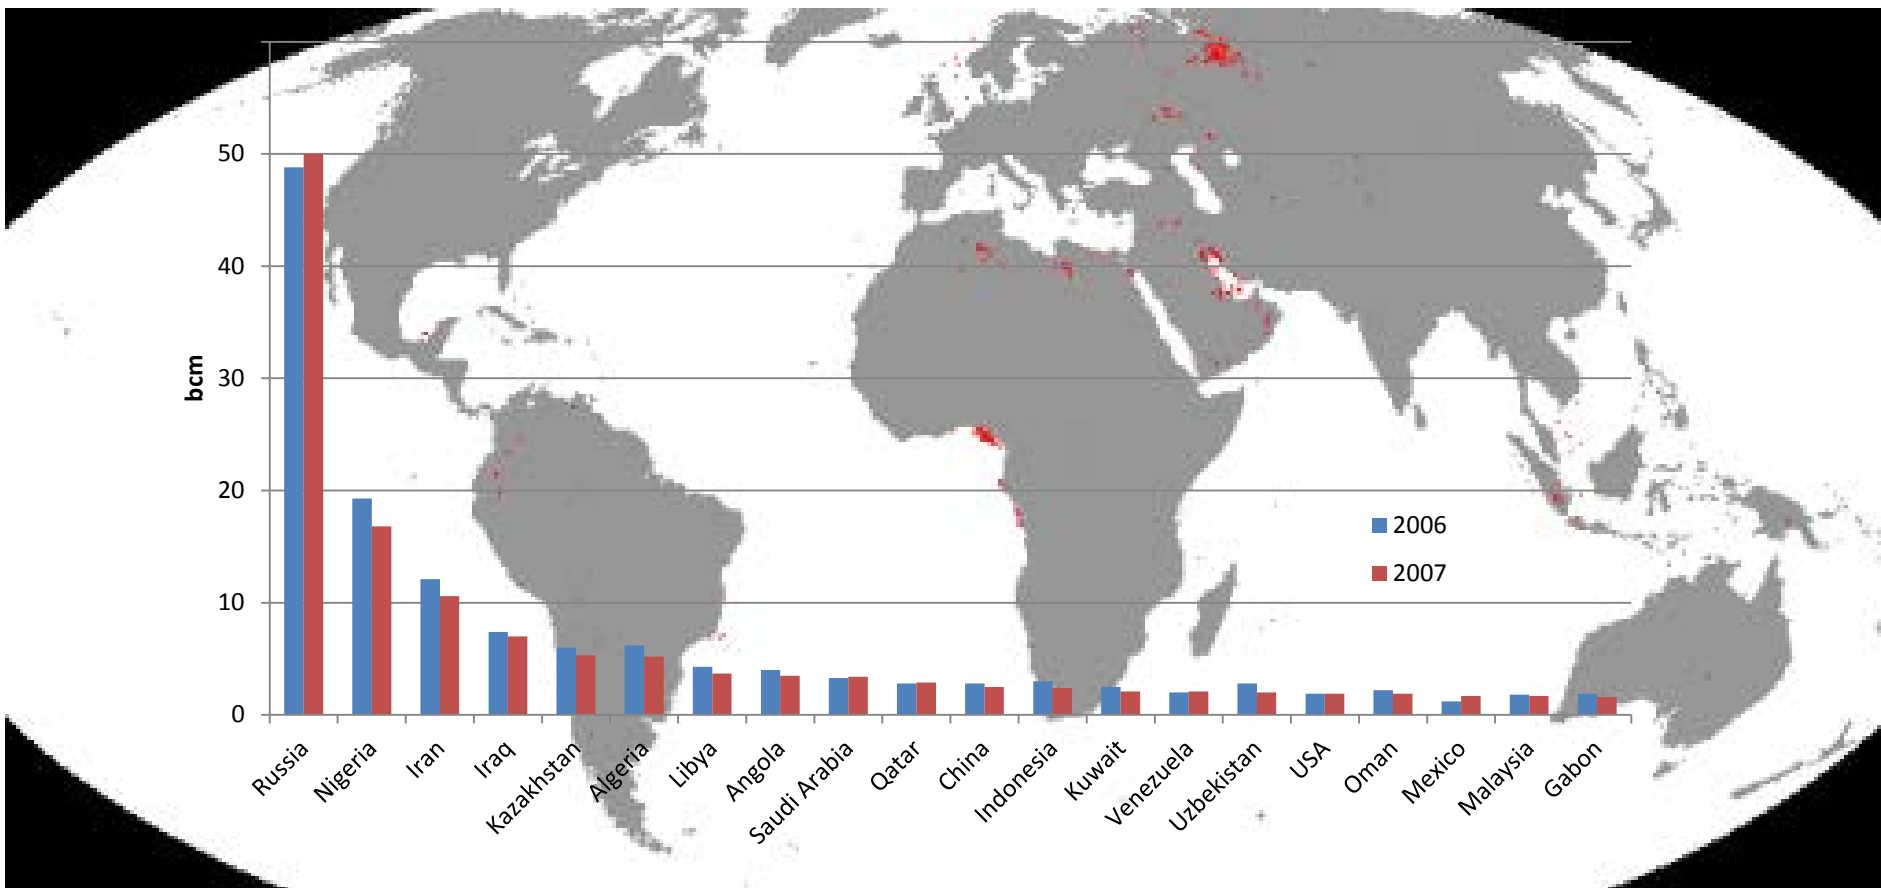 50
40
30
20
10
0
bcm
2006
2007
Russia
Nigeria
Iran
Iraq
Kazakhstan
Algeria
Libya
Angola
Saudi Arabia
Qatar
China
Indonesia
Kuwait
Venezuela
Uzbekistan
USA
Oman
Mexico
Malaysia
Gabon